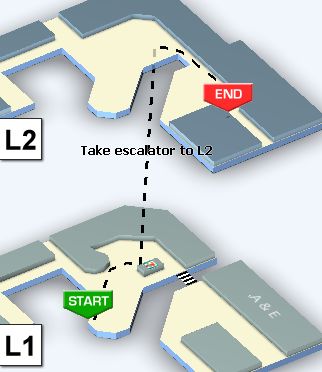 END
L2
Take escalator to L2
START
A & E
L1